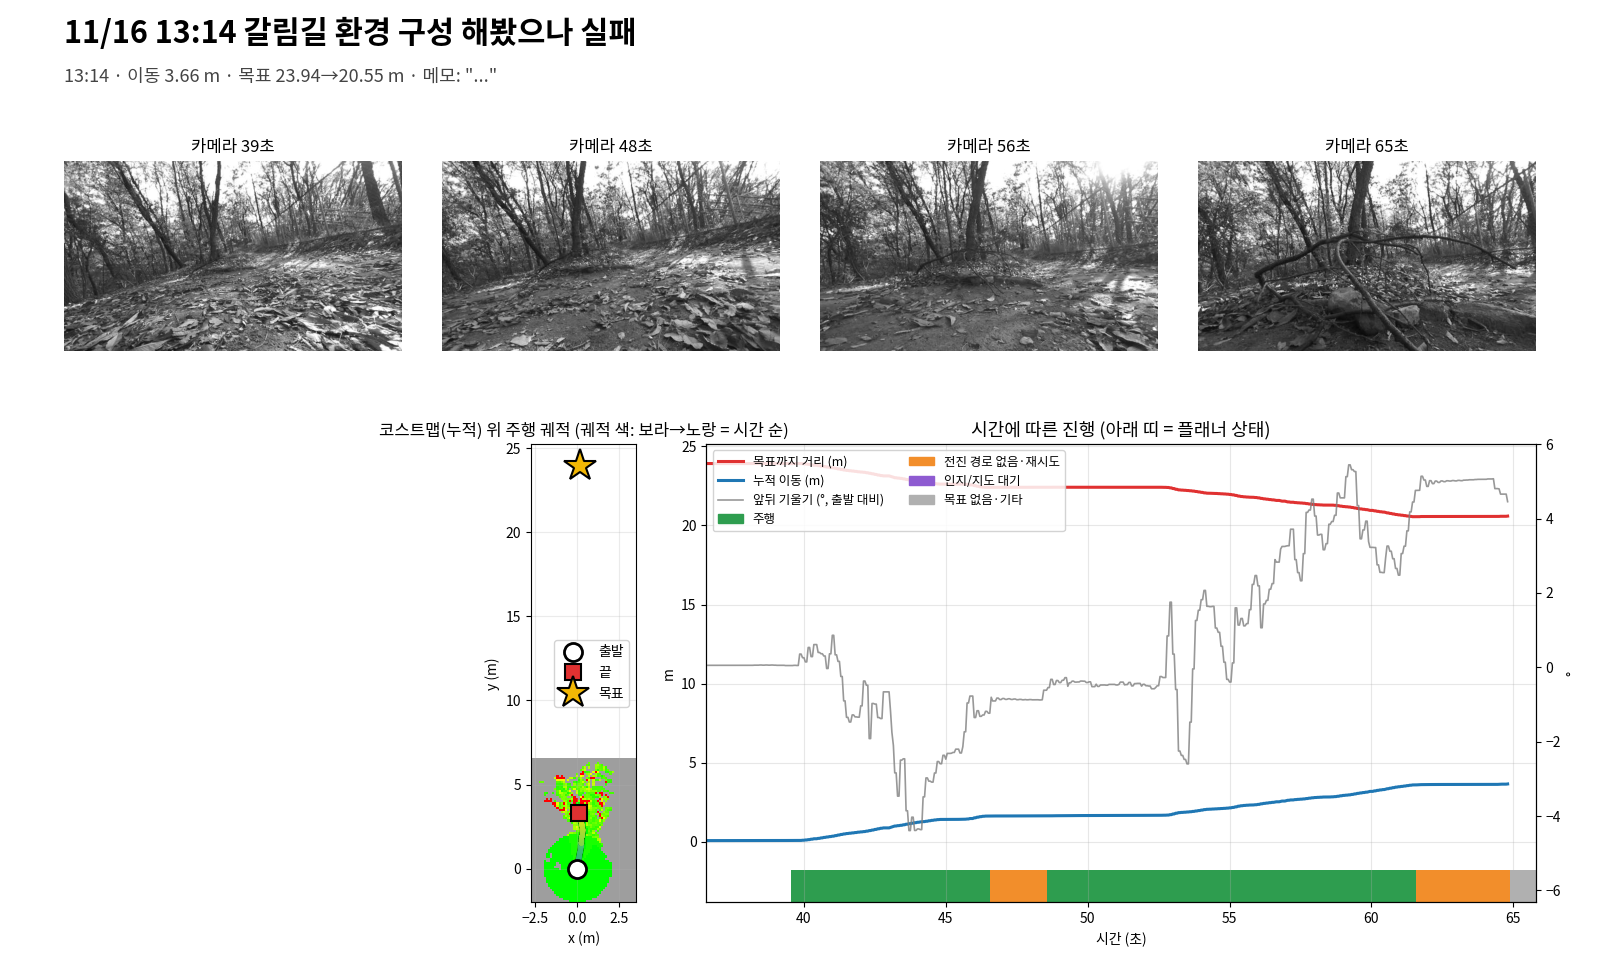 11/16 13:14 갈림길 환경 구성 해봤으나 실패
13:14 · 이동 3.66 m · 목표 23.94→20.55 m · 메모: "..."
카메라 39초
카메라 48초
카메라 56초
카메라 65초
코스트맵(누적) 위 주행 궤적 (궤적 색: 보라→노랑 = 시간 순)
25
20
15
10
5
0
y (m)
−2.5 0.0 2.5
x (m)
출발
끝
목표
시간에 따른 진행 (아래 띠 = 플래너 상태)
25
20
15
10
5
0
m
목표까지 거리 (m)
누적 이동 (m)
앞뒤 기울기 (°, 출발 대비)
주행
전진 경로 없음·재시도
인지/지도 대기
목표 없음·기타
6
4
2
0
−2
−4
−6
°
40 45 50 55 60 65
시간 (초)